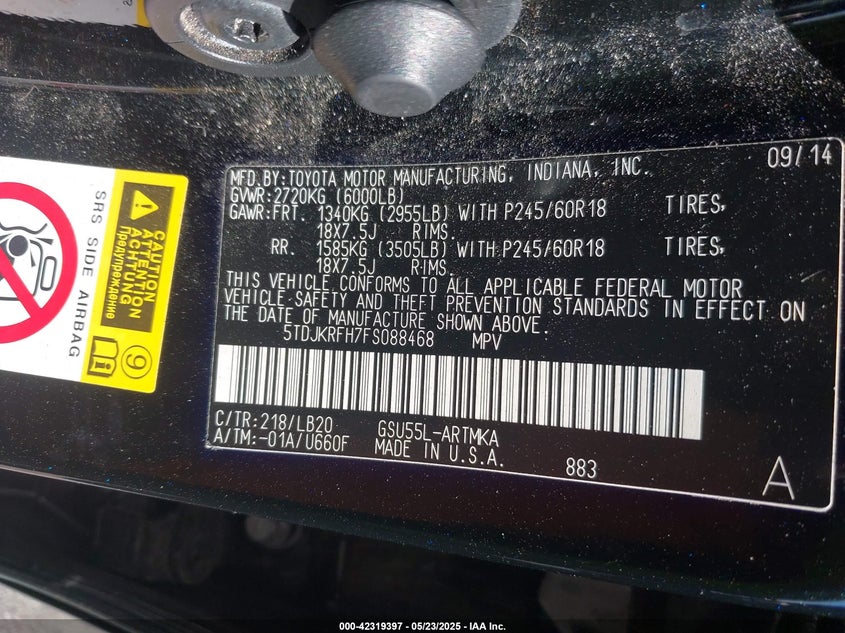 MFD.BY:TOYOTA MOTOR MANUFACTURING, INDIANA, INC. 09/14
GVWR:2720KG (6000LB)
GAWR:FRT. 1340KG (2955LB) WITH P245/60R18 TIRES,
18X7.5J RIMS.
RR. 1585KG (3505LB) WITH P245/60R18 TIRES,
18X7.5J RIMS.
THIS VEHICLE CONFORMS TO ALL APPLICABLE FEDERAL MOTOR
VEHICLE SAFETY AND THEFT PREVENTION STANDARDS IN EFFECT ON
THE DATE OF MANUFACTURE SHOWN ABOVE.
5TDJKRFH7FS088468 MPV
C/TR:218/LB20 GSU55L-ARTMKA
A/TM:-01A/U660F MADE IN U.S.A.
883 A
SRS SIDE AIRBAG
CAUTION
ATTENTION
ACHTUNG
Предупреждение
i
9
000-42319397 - 05/23/2025 - IAA Inc.